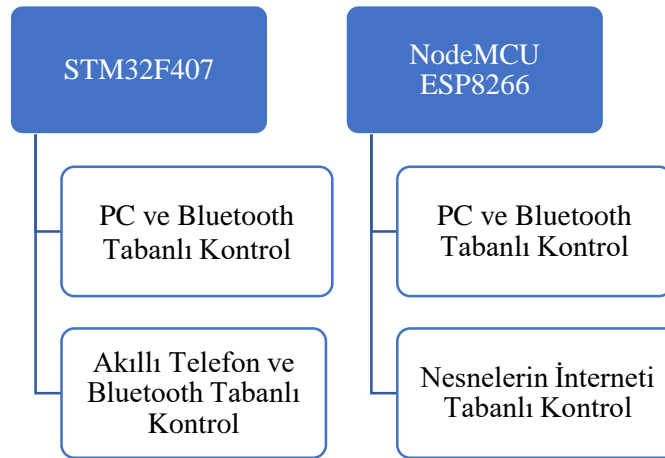 STM32F407
PC ve Bluetooth
Tabanlı Kontrol
Akıllı Telefon ve
Bluetooth Tabanlı
Kontrol
NodeMCU
ESP8266
PC ve Bluetooth
Tabanlı Kontrol
Nesnelerin İnterneti
Tabanlı Kontrol